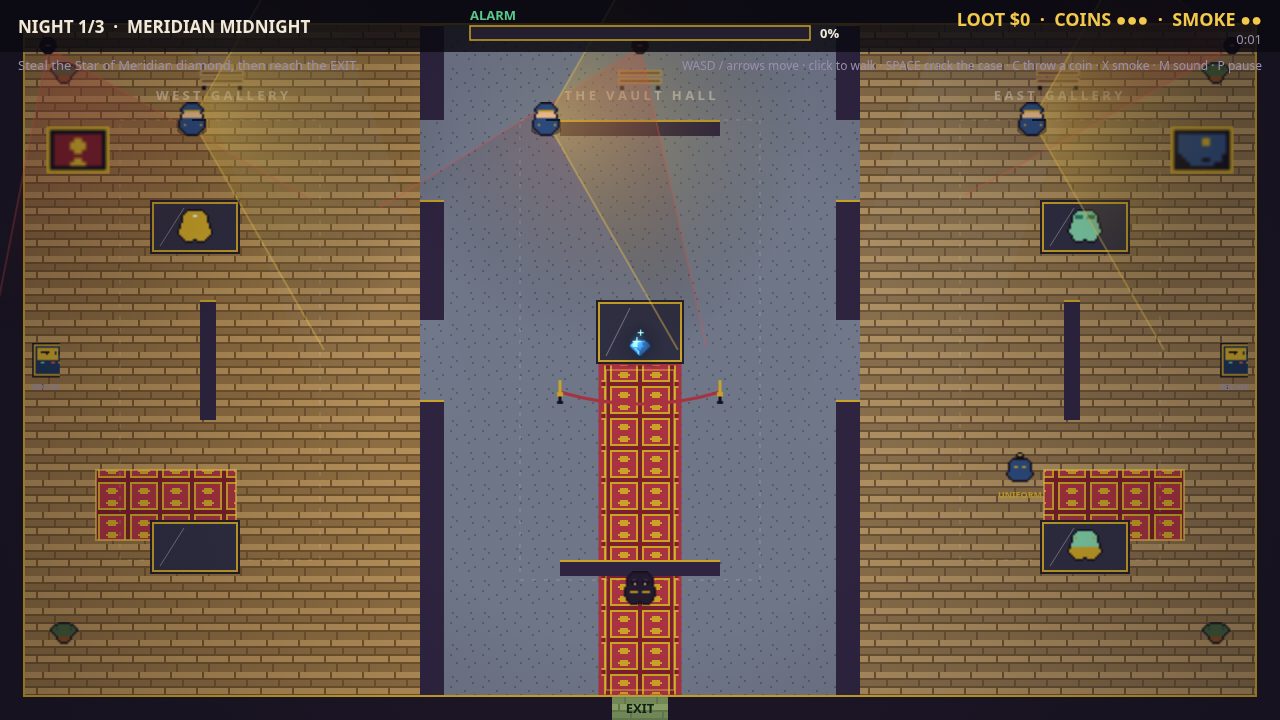 NIGHT 1/3 · MERIDIAN MIDNIGHT
ALARM
0%
LOOT $0 · COINS ●●● · SMOKE ●●
0:01
Steal the Star of Meridian diamond, then reach the EXIT.
WASD / arrows move · click to walk · SPACE crack the case · C throw a coin · X smoke · M sound · P pause
WEST GALLERY
THE VAULT HALL
EAST GALLERY
UNIFORM
EXIT